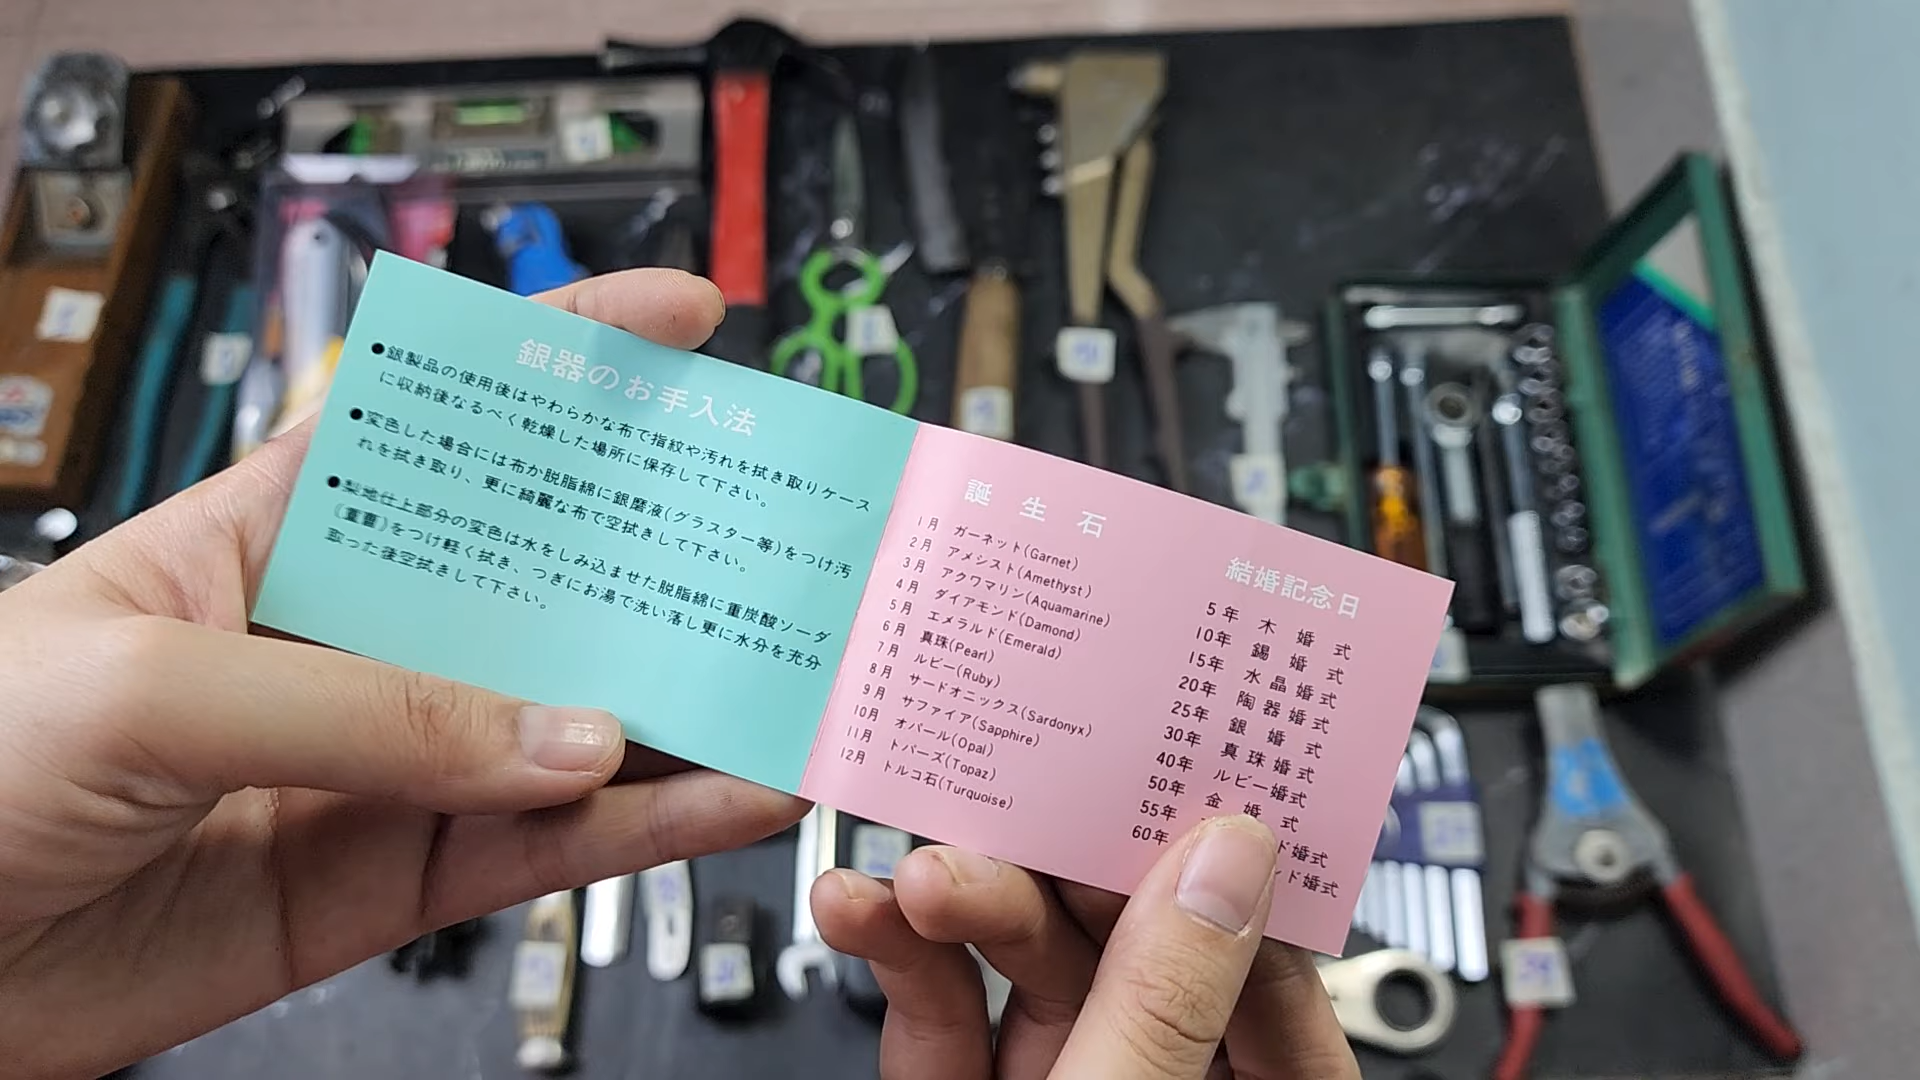 銀器のお手入法
●銀製品の使用後はやわらかな布で指紋や汚れを拭き取りケース
に収納後なるべく乾燥した場所に保存して下さい。
●変色した場合には布か脱脂綿に銀磨液(グラスター等)をつけ汚
れを拭き取り、更に綺麗な布で空拭きして下さい。
●梨地仕上部分の変色は水をしみ込ませた脱脂綿に重炭酸ソーダ
(重曹)をつけ軽く拭き、つぎにお湯で洗い落し更に水分を充分
取った後空拭きして下さい。
誕生石
1月 ガーネット(Garnet)
2月 アメシスト(Amethyst)
3月 アクワマリン(Aquamarine)
4月 ダイアモンド(Damond)
5月 エメラルド(Emerald)
6月 真珠(Pearl)
7月 ルビー(Ruby)
8月 サードオニックス(Sardonyx)
9月 サファイア(Sapphire)
10月 オパール(Opal)
11月 トパーズ(Topaz)
12月 トルコ石(Turquoise)
結婚記念日
5年 木婚式
10年 錫婚式
15年 水晶婚式
20年 陶器婚式
25年 銀婚式
30年 真珠婚式
40年 ルビー婚式
50年 金婚式
55年 ド婚式
60年 ンド婚式